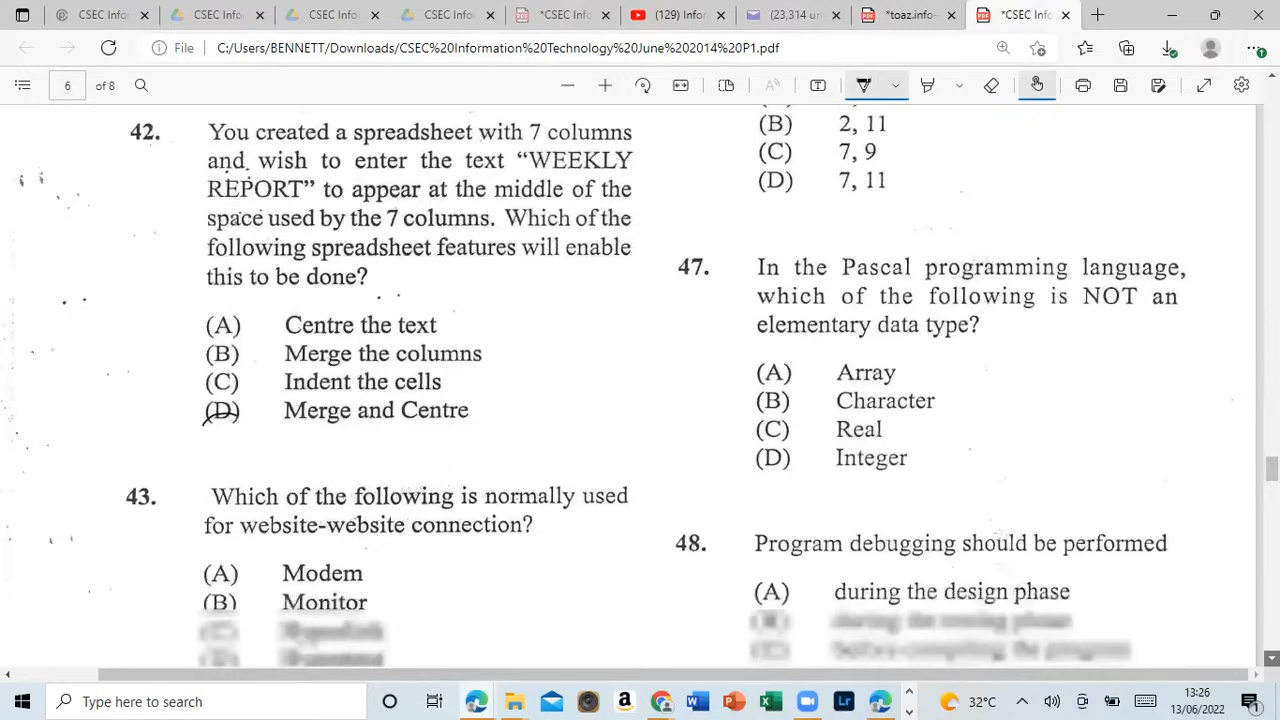 CSEC Infor
CSEC Infor
CSEC Infor
CSEC Infor
*CSEC Info
(129) Infor
(23,314 un
*toaz.info-
*CSEC Info
File
C:/Users/BENNETT/Downloads/CSEC%20Information%20Technology%20June%202014%20P1.pdf
6 of 8
42. You created a spreadsheet with 7 columns
and wish to enter the text “WEEKLY
REPORT” to appear at the middle of the
space used by the 7 columns. Which of the
following spreadsheet features will enable
this to be done?
(A) Centre the text
(B) Merge the columns
(C) Indent the cells
(D) Merge and Centre
43. Which of the following is normally used
for website-website connection?
(A) Modem
(B) Monitor
(B) 2, 11
(C) 7, 9
(D) 7, 11
47. In the Pascal programming language,
which of the following is NOT an
elementary data type?
(A) Array
(B) Character
(C) Real
(D) Integer
48. Program debugging should be performed
(A) during the design phase
Type here to search
32°C
13:26
13/06/2022